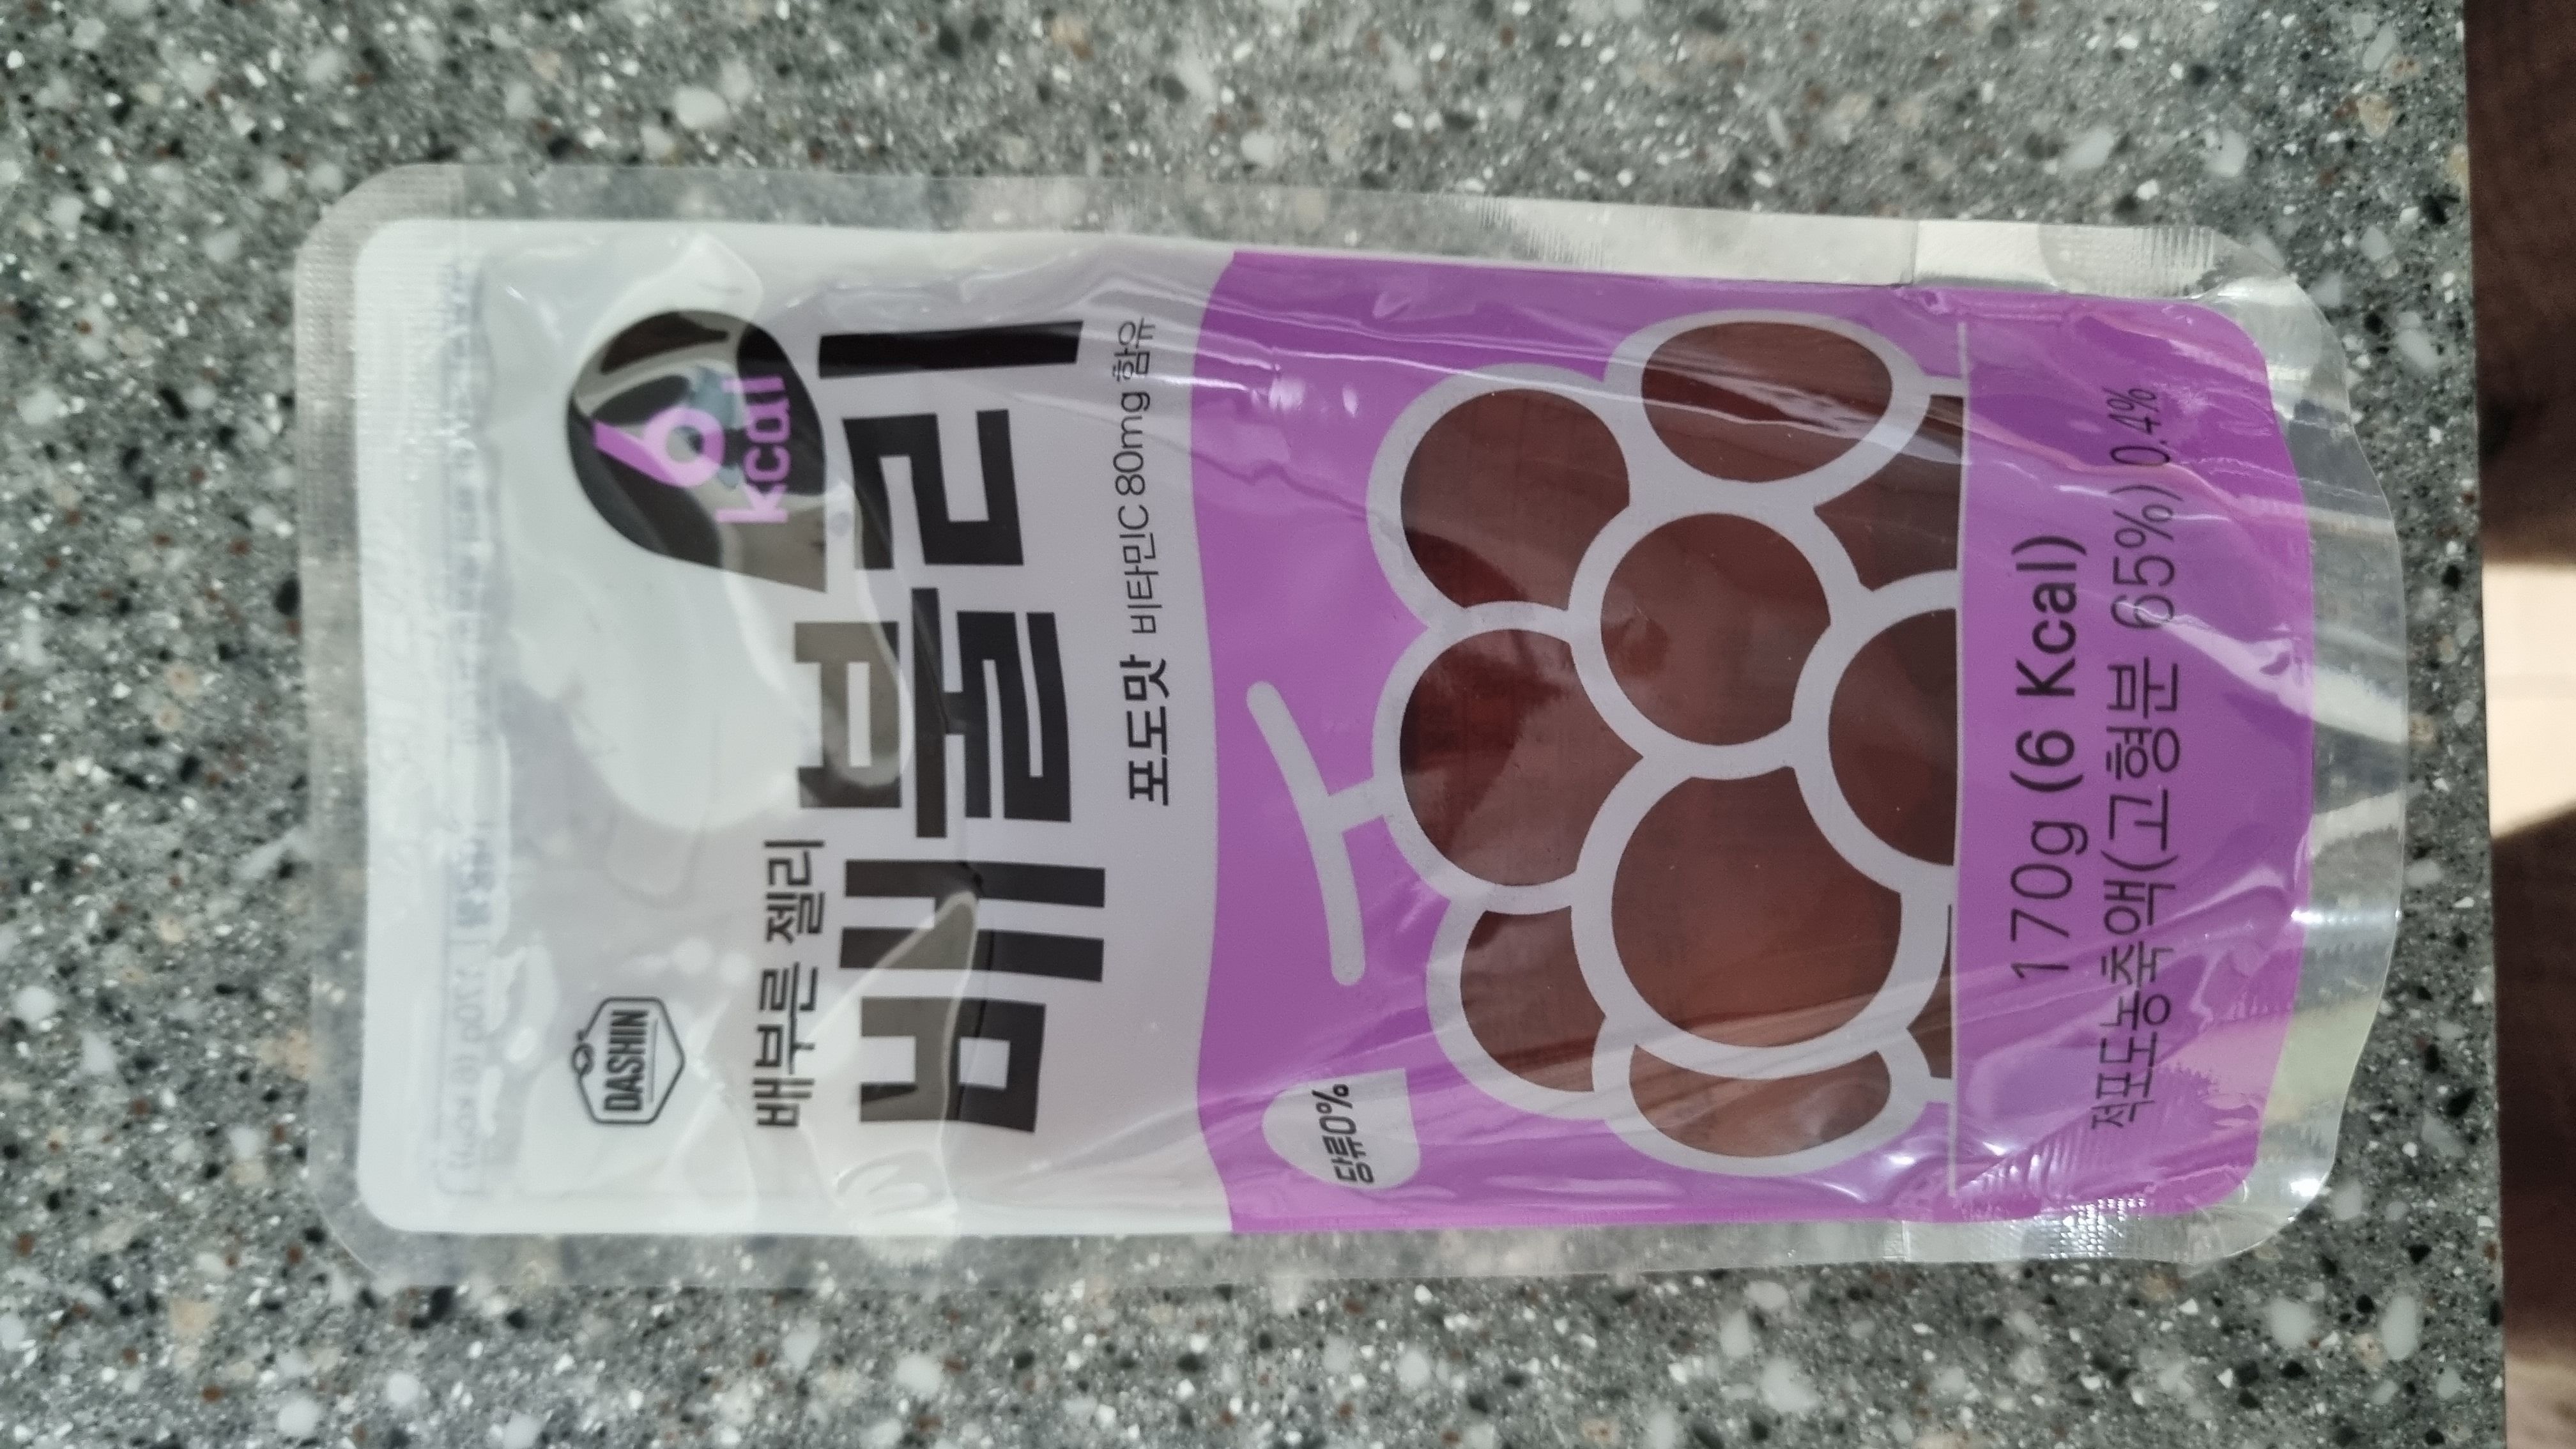 DASHIN
6
kcal
배부른 젤리
배불리
포도맛 비타민C 80mg 함유
당류0%
170g (6 Kcal)
적포도농축액(고형분 65%) 0.4%